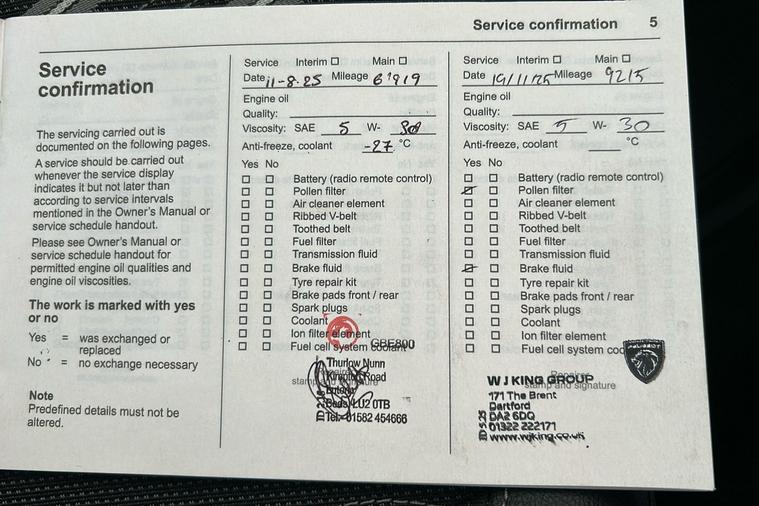 Service confirmation 5
Service
confirmation
The servicing carried out is
documented on the following pages.
A service should be carried out
whenever the service display
indicates it but not later than
according to service intervals
mentioned in the Owner's Manual or
service schedule handout.
Please see Owner's Manual or
service schedule handout for
permitted engine oil qualities and
engine oil viscosities.
The work is marked with yes
or no
Yes = was exchanged or
replaced
No = no exchange necessary
Note
Predefined details must not be
altered.
Service Interim Main
Date 11-8.25 Mileage
Engine oil
Quality:
Viscosity: SAE 5 W-
Anti-freeze, coolant -27 °C
Yes No
Battery (radio remote control)
Pollen filter
Air cleaner element
Ribbed V-belt
Toothed belt
Fuel filter
Transmission fluid
Brake fluid
Tyre repair kit
Brake pads front / rear
Spark plugs
Coolant
Ion filter element
Fuel cell system coolant
GBE800
Thurlow Nunn
Road
Beds LU2 0TB
Tel: 01582 454666
Service Interim Main
Date 19/11/25 Mileage 9215
Engine oil
Quality:
Viscosity: SAE 5 W- 30
Anti-freeze, coolant °C
Yes No
Battery (radio remote control)
Pollen filter
Air cleaner element
Ribbed V-belt
Toothed belt
Fuel filter
Transmission fluid
Brake fluid
Tyre repair kit
Brake pads front / rear
Spark plugs
Coolant
Ion filter element
Fuel cell system coo
PEUGEOT
W J KING GROUP
stamp and signature
171 The Brent
Dartford
DA2 6DQ
01322 222171
www.wjking.co.uk